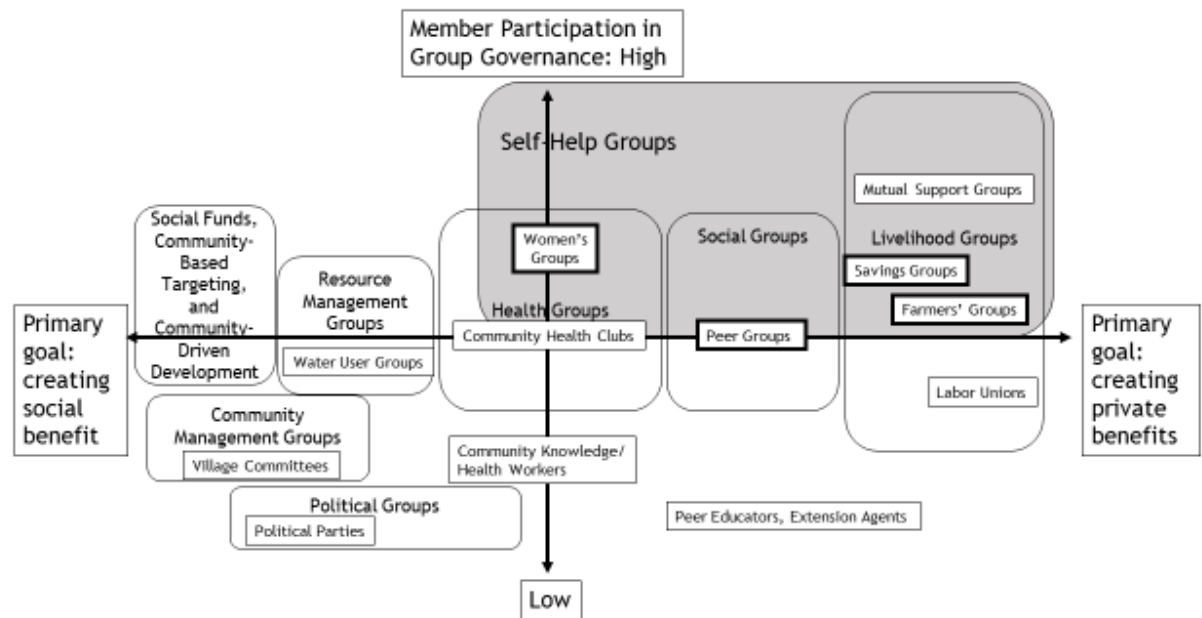 Member Participation in
Group Governance: High
Self-Help Groups
Mutual Support Groups
Social Funds,
Community-
Based
Targeting,
and
Community-
Driven
Development
Women's
Groups
Social Groups
Livelihood Groups
Savings Groups
Resource
Management
Groups
Health Groups
Farmers' Groups
Primary
goal:
creating
social
benefit
Community Health Clubs
Peer Groups
Primary
goal:
creating
private
benefits
Water User Groups
Labor Unions
Community
Management Groups
Village Committees
Community Knowledge/
Health Workers
Political Groups
Political Parties
Peer Educators, Extension Agents
Low